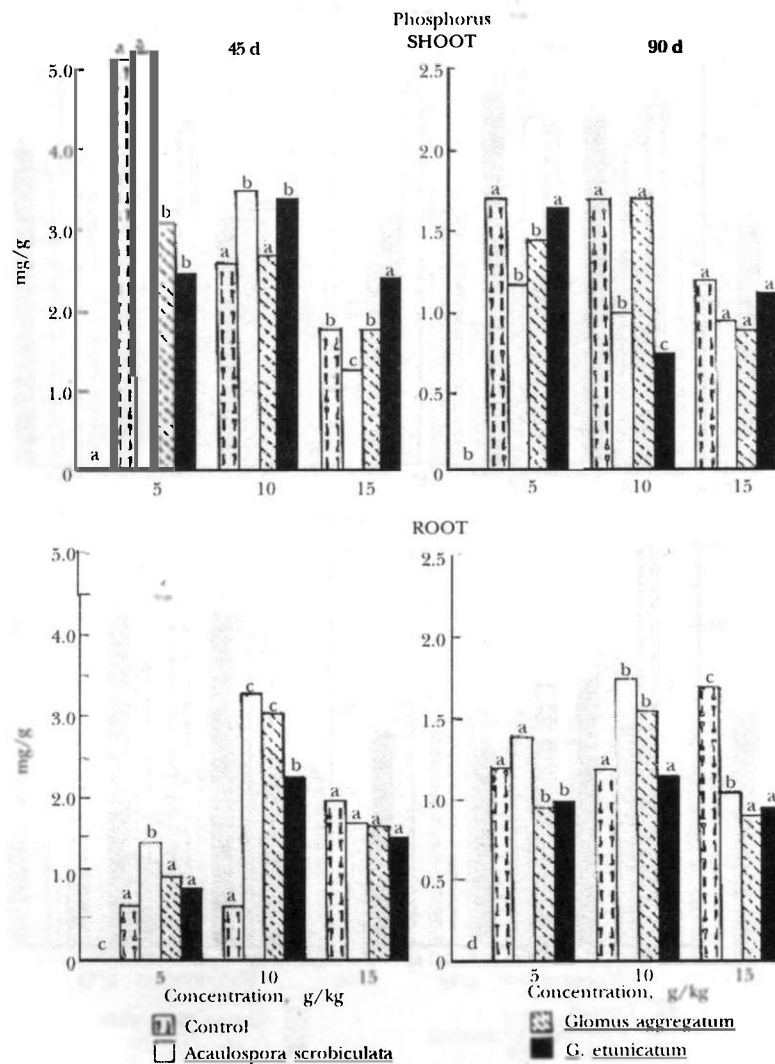 Phosphorus
SHOOT
45 d
90 d
a a
5.0
4.0
3.0
2.0
1.0
0
mg/g
b b
a b a b
b c b a
a
5 10 15
2.5
2.0
1.5
1.0
0.5
0
a b b a
a b a c
a a a a
b
5 10 15
ROOT
5.0
4.0
3.0
2.0
1.0
0
mg/g
a b a a
a c c b
a a a a
c
5 10 15
Concentration, g/kg
2.5
2.0
1.5
1.0
0.5
0
a a b b
a b b a
c b a a
d
5 10 15
Concentration, g/kg
Control
Acaulospora scrobiculata
Glomus aggregatum
G. etunicatum